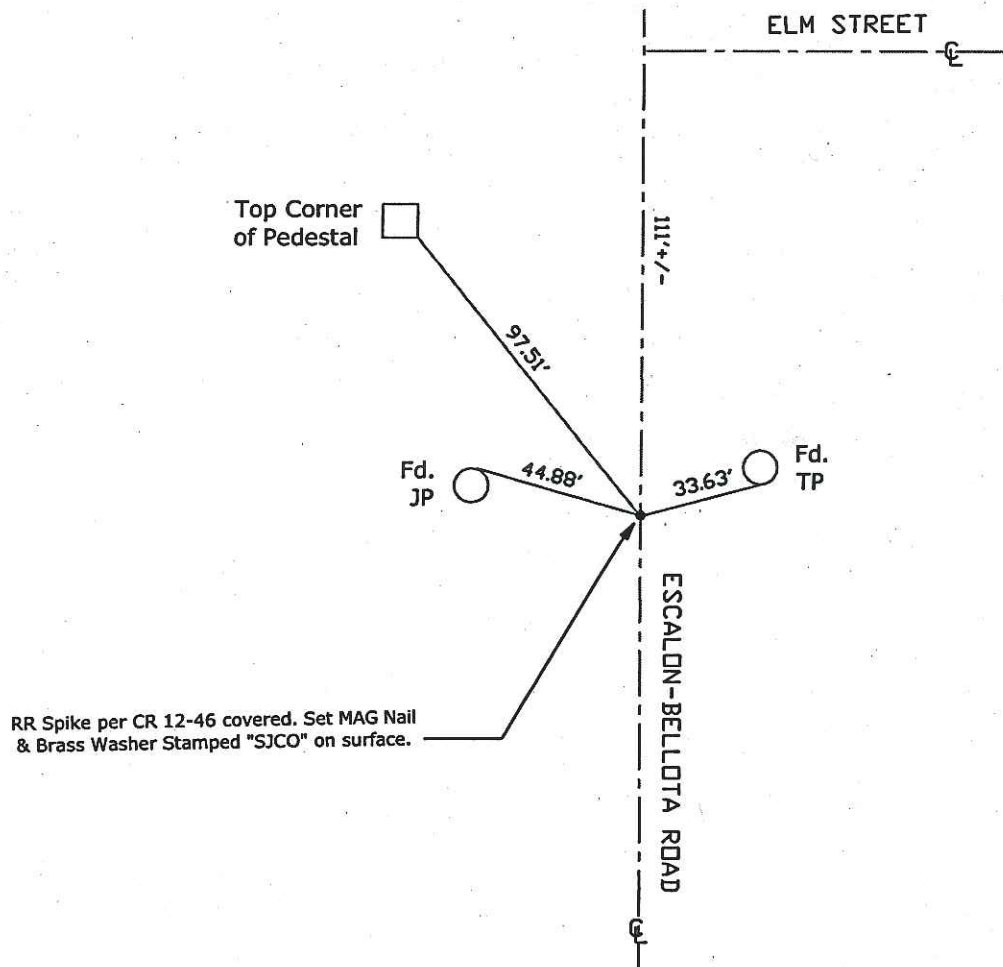 ELM STREET
℄
Top Corner
of Pedestal
111'+/-
97.51'
Fd.
JP
44.88'
33.63'
Fd.
TP
ESCALON-BELLOTA ROAD
RR Spike per CR 12-46 covered. Set MAG Nail
& Brass Washer Stamped "SJCO" on surface.
℄